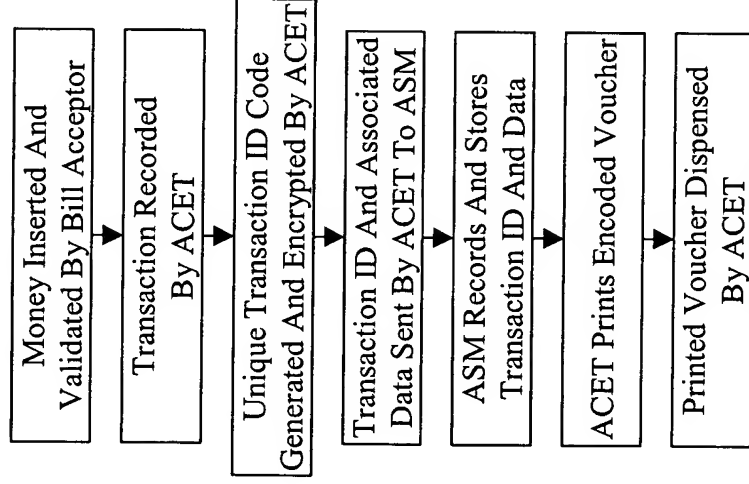 Money Inserted And
Validated By Bill Acceptor
Transaction Recorded
By ACET
Unique Transaction ID Code
Generated And Encrypted By ACET
Transaction ID And Associated
Data Sent By ACET To ASM
ASM Records And Stores
Transaction ID And Data
ACET Prints Encoded Voucher
Printed Voucher Dispensed
By ACET